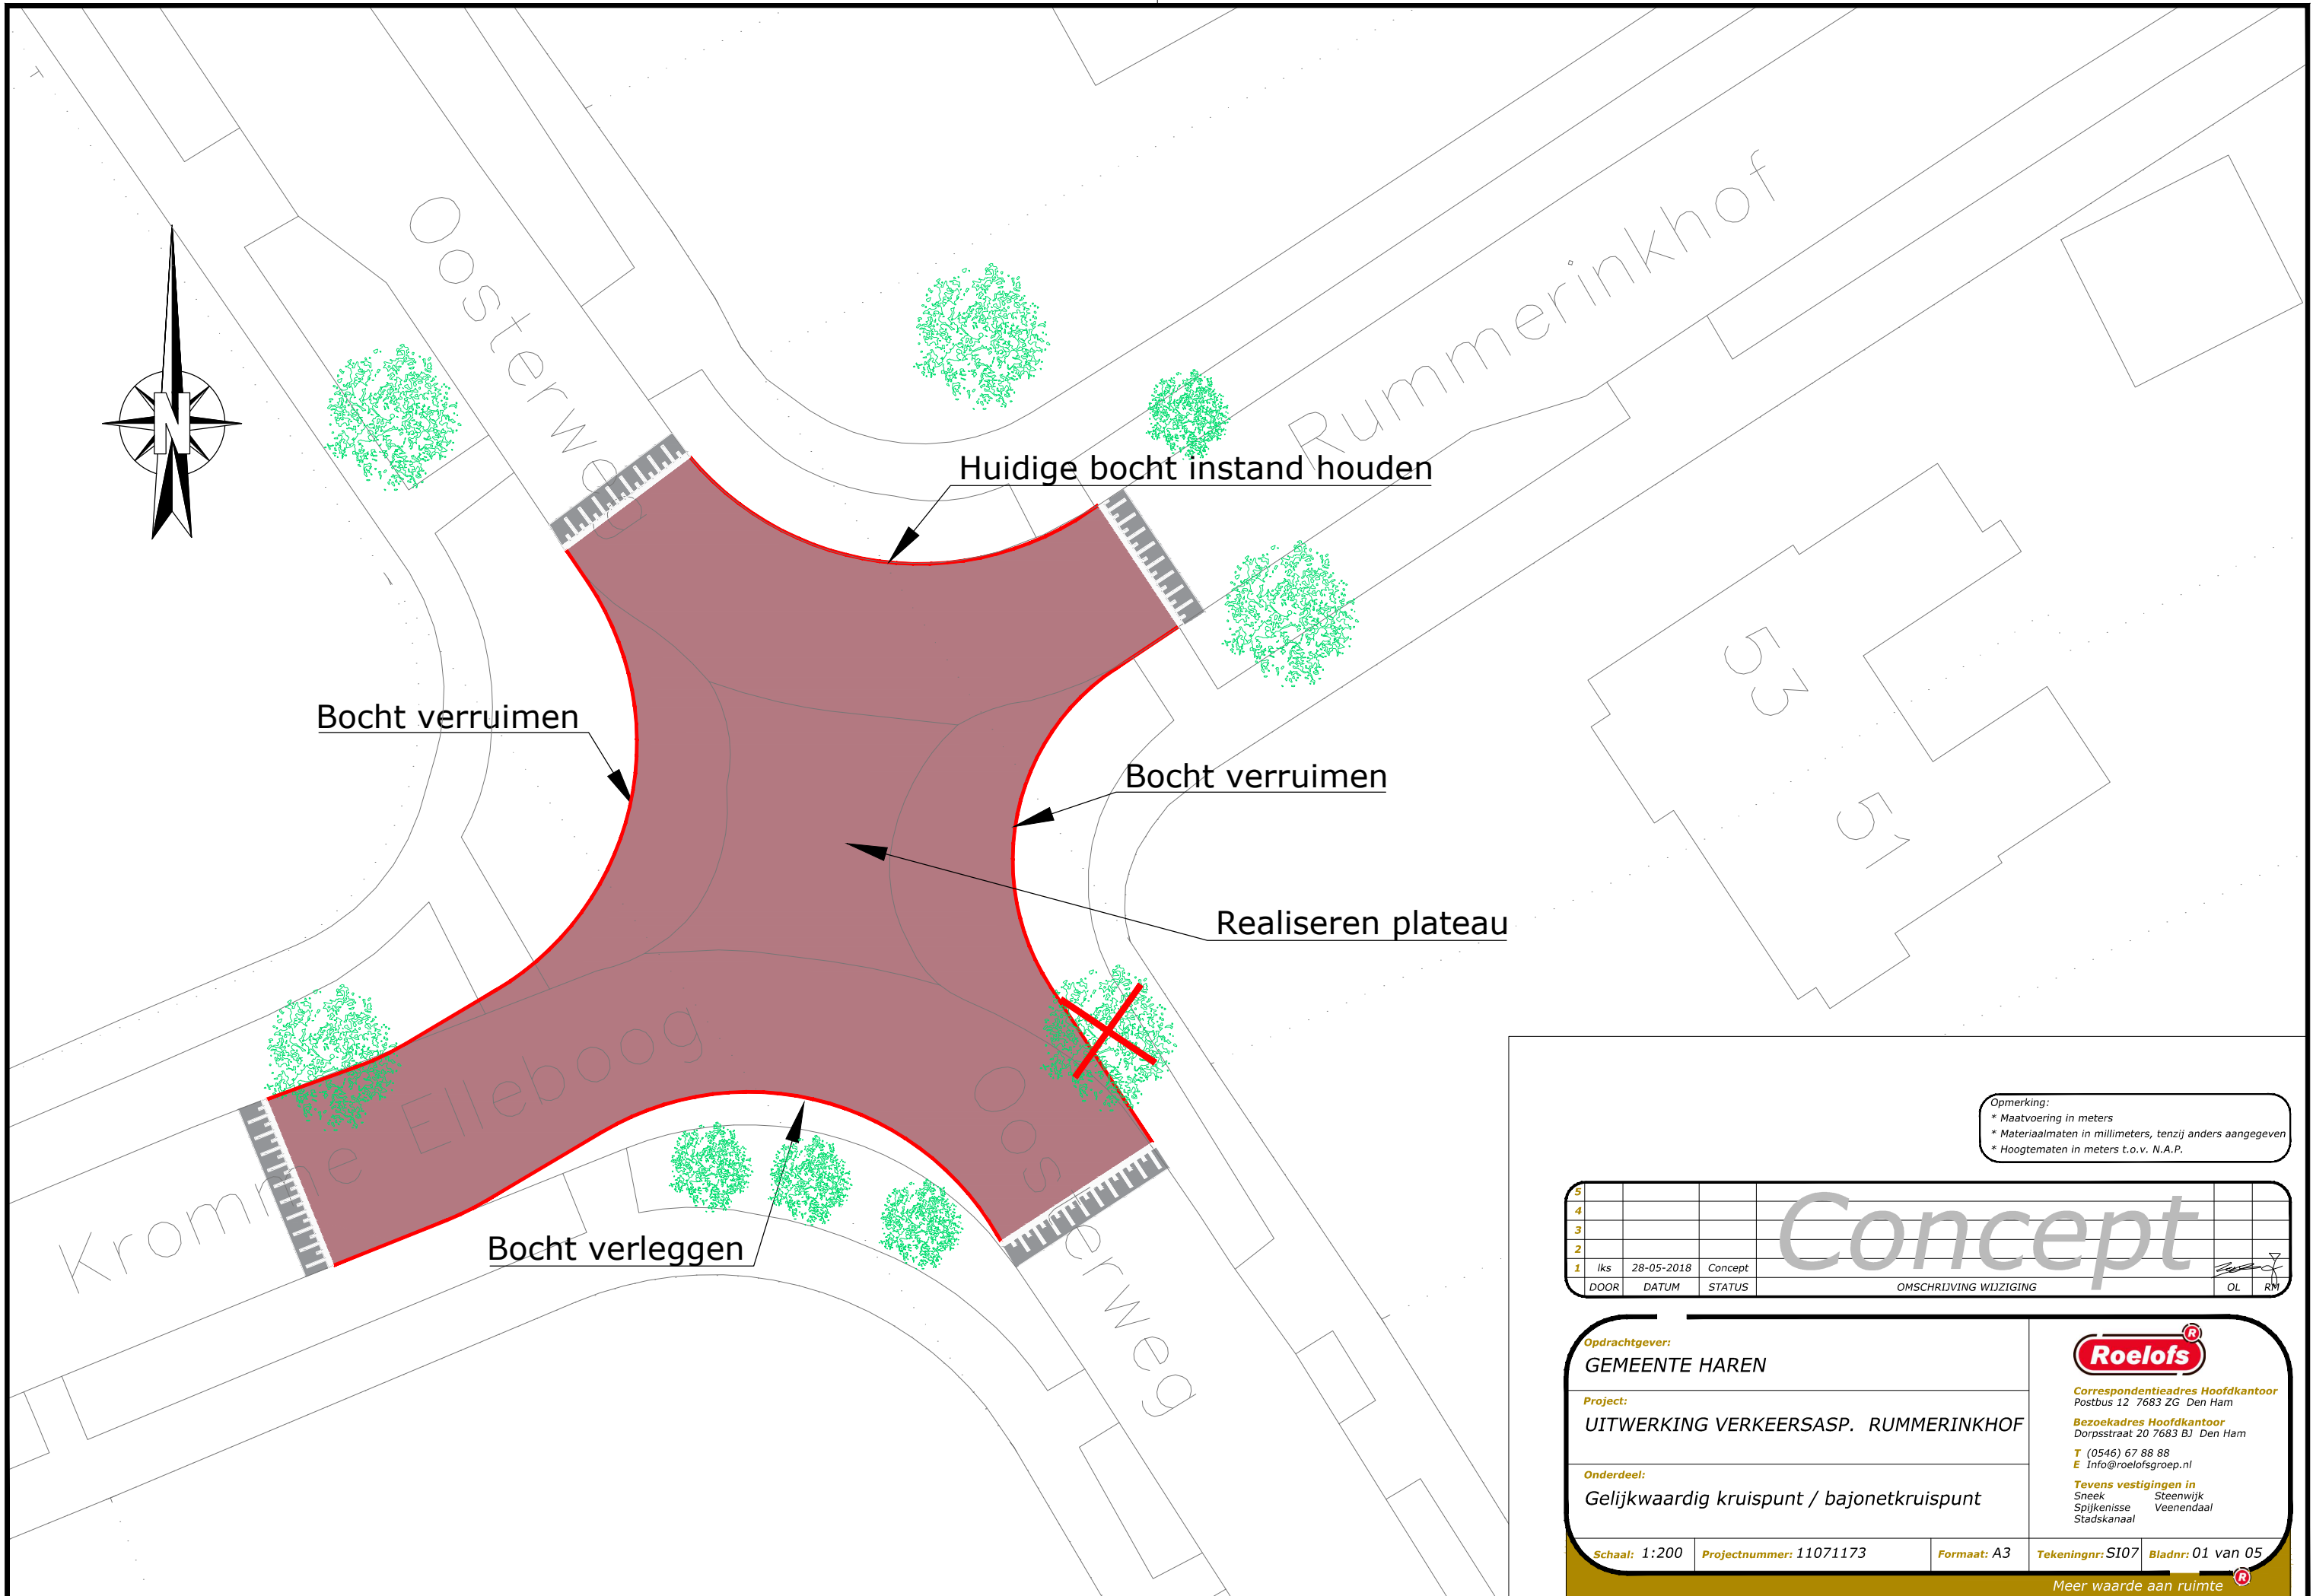 Oosterweg
Rummerinkhof
N
Huidige bocht instand houden
Bocht verruimen
Bocht verruimen
Realiseren plateau
53
51
Kromme Elleboog
Oosterweg
Bocht verleggen
Opmerking:
* Maatvoering in meters
* Materiaalmaten in millimeters, tenzij anders aangegeven
* Hoogtematen in meters t.o.v. N.A.P.
Concept
5
4
3
2
1 lks 28-05-2018 Concept
DOOR DATUM STATUS OMSCHRIJVING WIJZIGING OL RM
Opdrachtgever:
GEMEENTE HAREN
Project:
UITWERKING VERKEERSASP. RUMMERINKHOF
Onderdeel:
Gelijkwaardig kruispunt / bajonetkruispunt
Roelofs
R
Correspondentieadres Hoofdkantoor
Postbus 12 7683 ZG Den Ham
Bezoekadres Hoofdkantoor
Dorpsstraat 20 7683 BJ Den Ham
T (0546) 67 88 88
E Info@roelofsgroep.nl
Tevens vestigingen in
Sneek Steenwijk
Spijkenisse Veenendaal
Stadskanaal
Schaal: 1:200 Projectnummer: 11071173 Formaat: A3 Tekeningnr: SI07 Bladnr: 01 van 05
Meer waarde aan ruimte
R